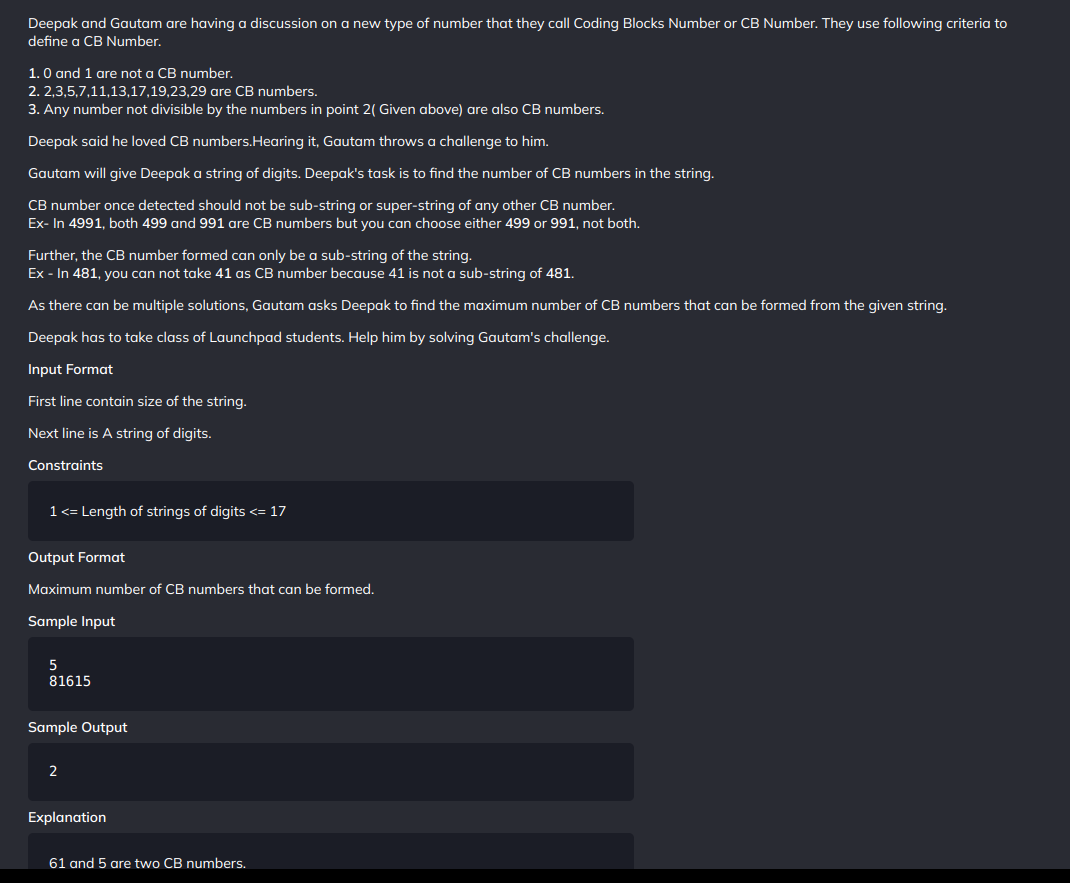 Deepak and Gautam are having a discussion on a new type of number that they call Coding Blocks Number or CB Number. They use following criteria to
define a CB Number.
1. 0 and 1 are not a CB number.
2. 2,3,5,7,11,13,17,19,23,29 are CB numbers.
3. Any number not divisible by the numbers in point 2( Given above) are also CB numbers.
Deepak said he loved CB numbers.Hearing it, Gautam throws a challenge to him.
Gautam will give Deepak a string of digits. Deepak's task is to find the number of CB numbers in the string.
CB number once detected should not be sub-string or super-string of any other CB number.
Ex- In 4991, both 499 and 991 are CB numbers but you can choose either 499 or 991, not both.
Further, the CB number formed can only be a sub-string of the string.
Ex - In 481, you can not take 41 as CB number because 41 is not a sub-string of 481.
As there can be multiple solutions, Gautam asks Deepak to find the maximum number of CB numbers that can be formed from the given string.
Deepak has to take class of Launchpad students. Help him by solving Gautam's challenge.
Input Format
First line contain size of the string.
Next line is A string of digits.
Constraints
1 <= Length of strings of digits <= 17
Output Format
Maximum number of CB numbers that can be formed.
Sample Input
5
81615
Sample Output
2
Explanation
61 and 5 are two CB numbers.